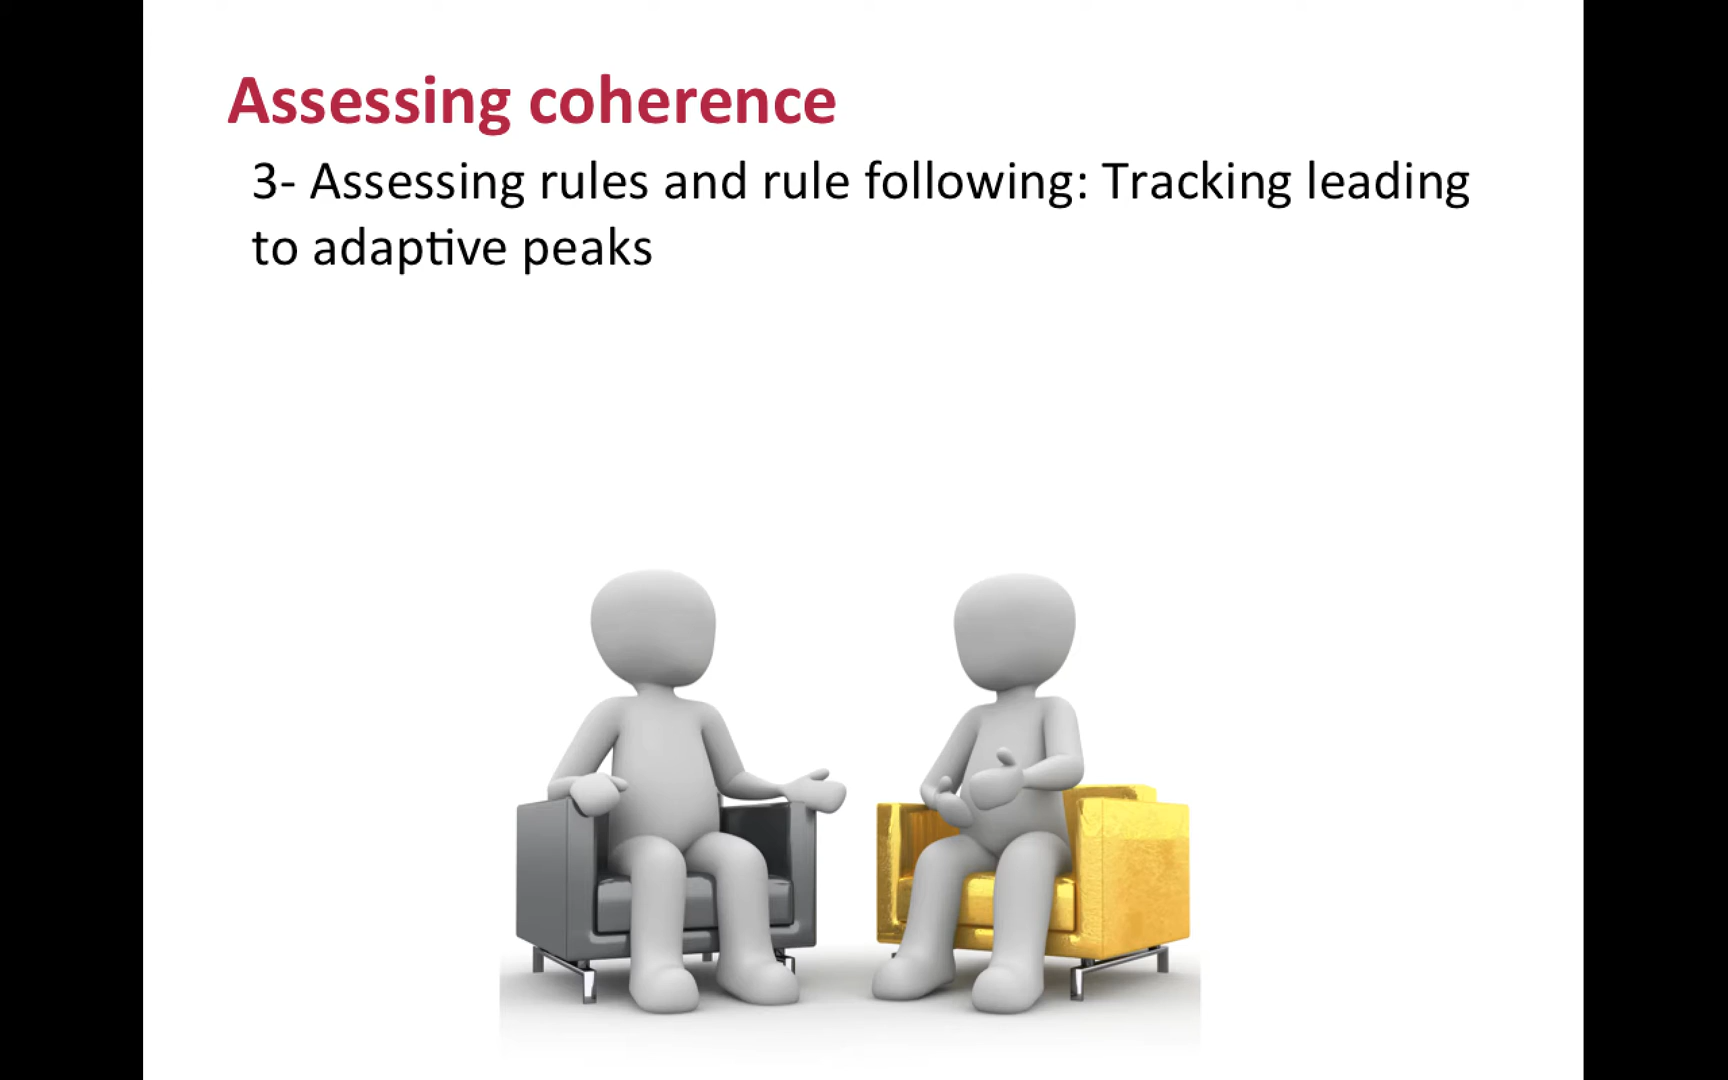 Assessing coherence
3- Assessing rules and rule following: Tracking leading
to adaptive peaks